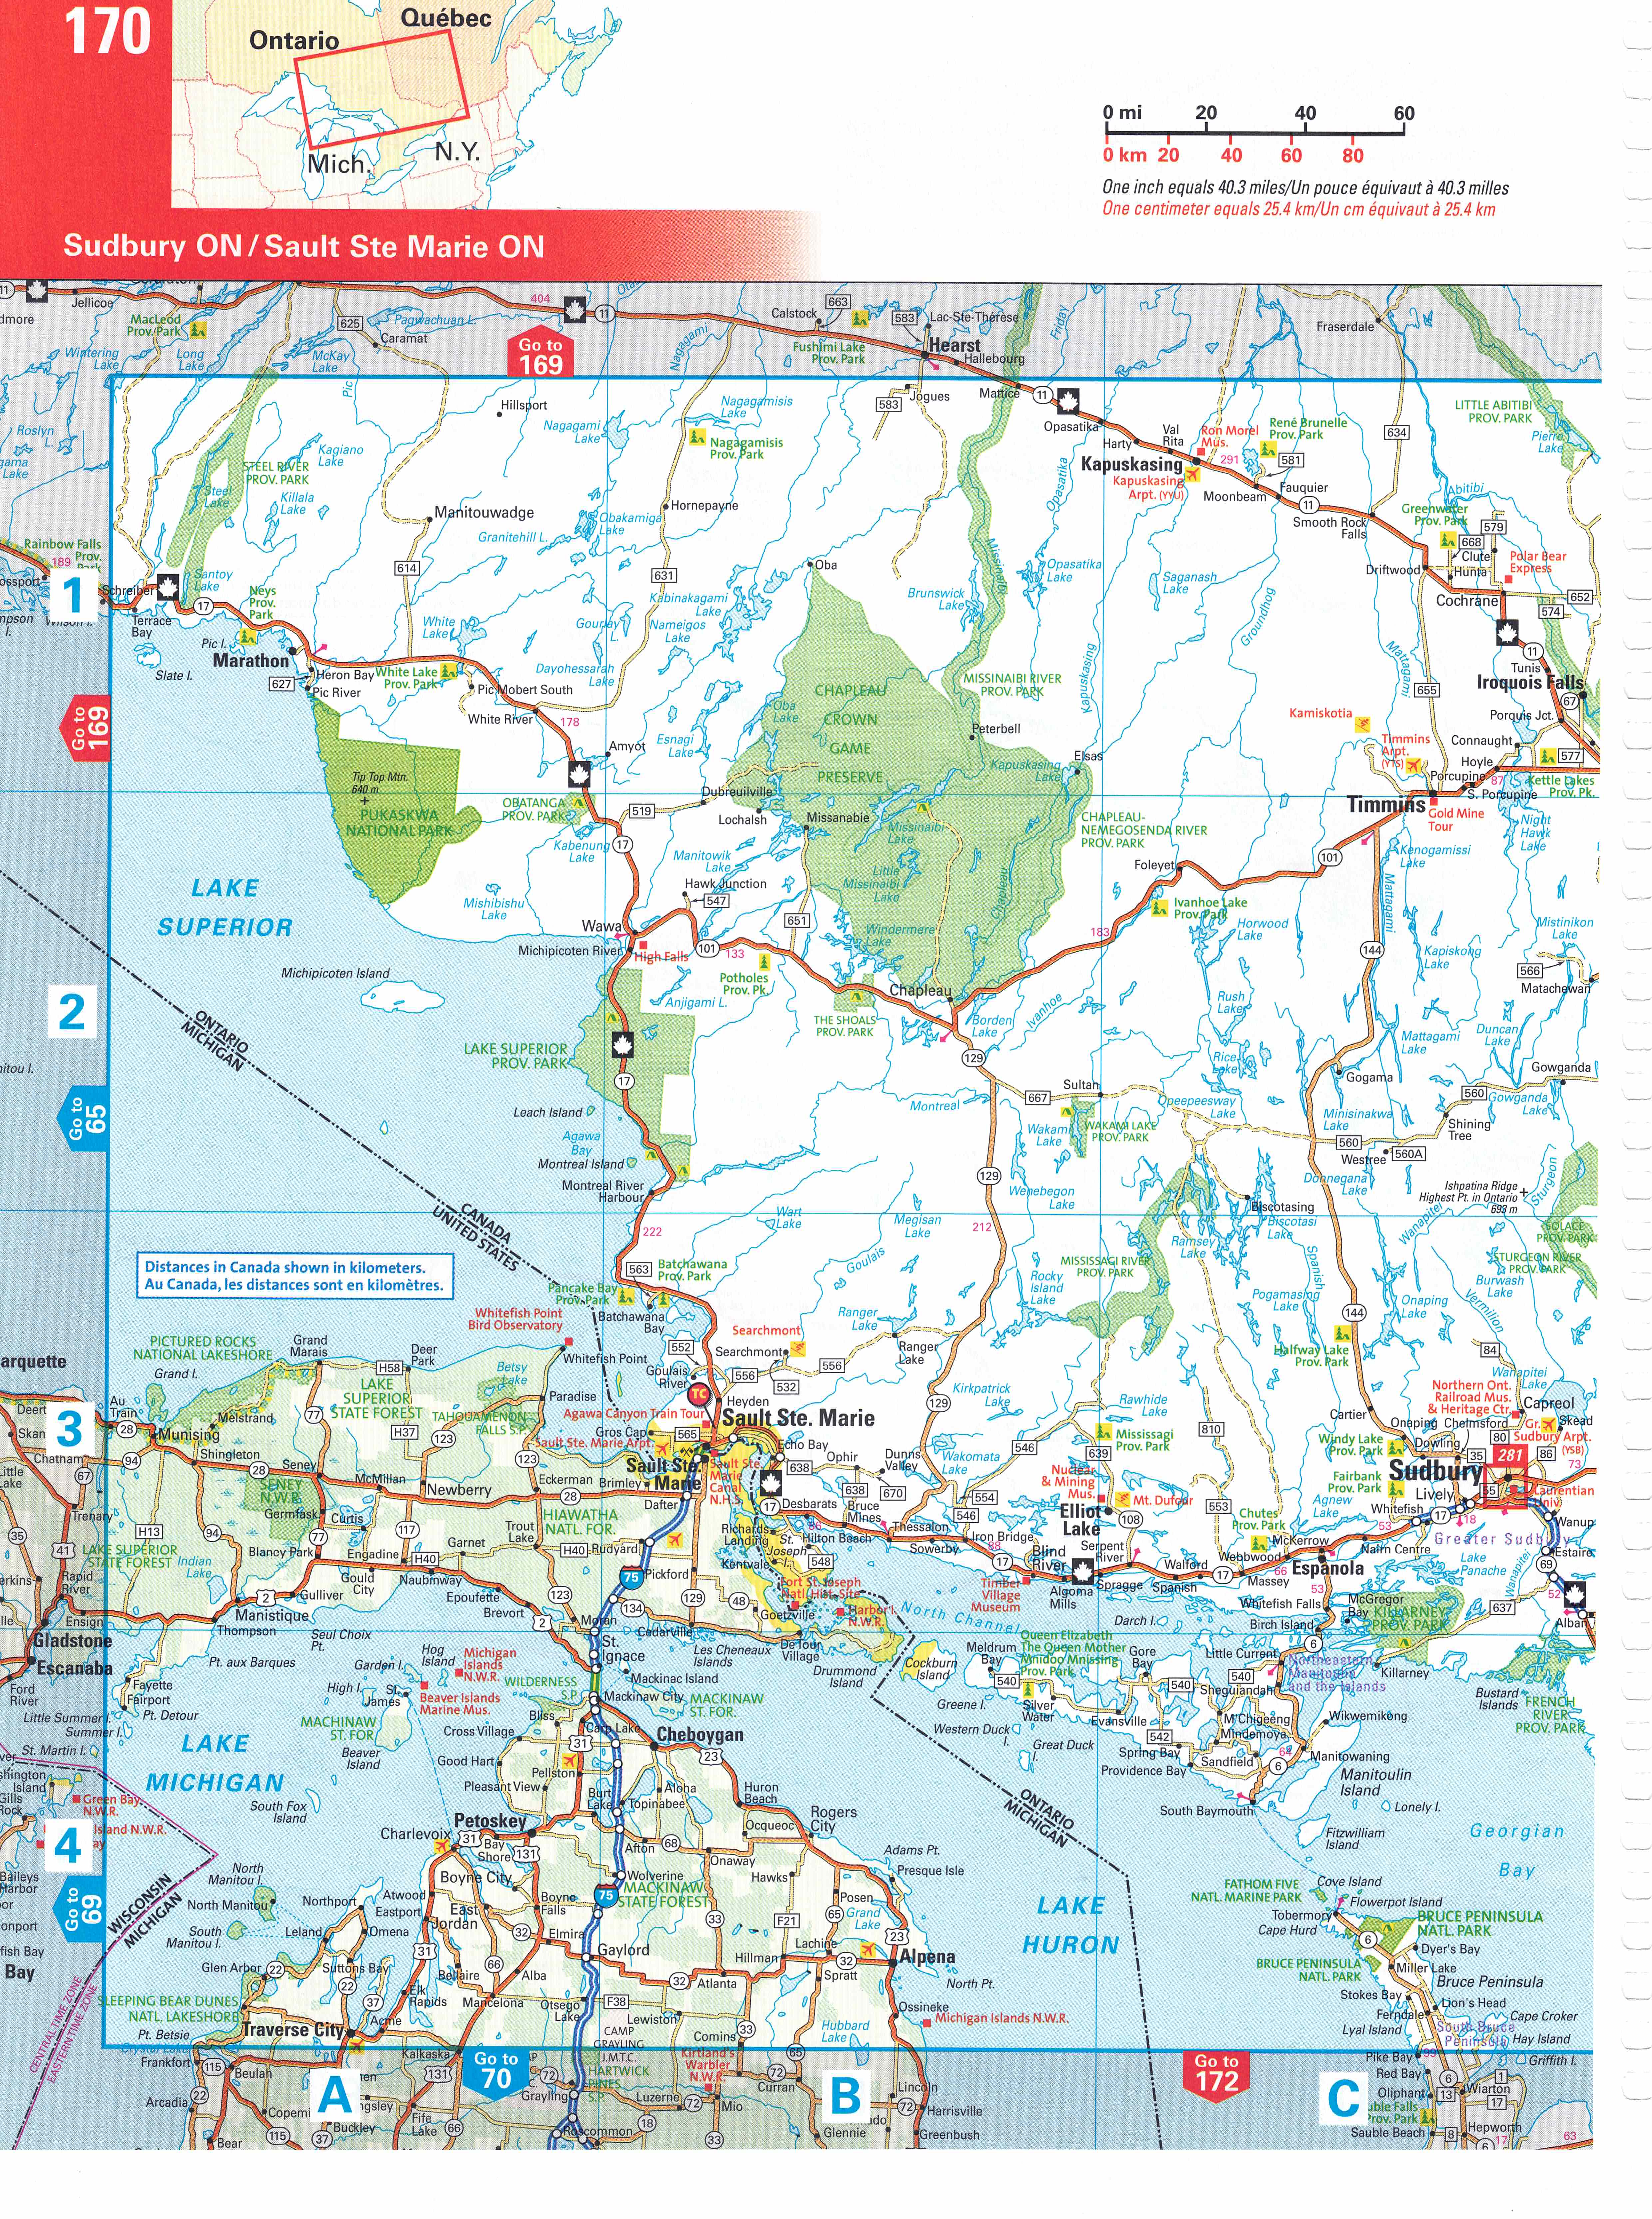 170
Québec
Ontario
Mich.
N.Y.
Sudbury ON / Sault Ste Marie ON
0 mi 20 40 60
0 km 20 40 60 80
One inch equals 40.3 miles/Un pouce équivaut à 40.3 milles
One centimeter equals 25.4 km/Un cm équivaut à 25.4 km
11
Jellicoe
MacLeod
Prov. Park
Wintering
Lake
Long
Lake
625
Caramat
Pagwachuan L.
McKay
Lake
Pic
404
11
Go to
169
Nagagami
Calstock
663
583
Lac-Ste-Thérèse
Hearst
Hallebourg
Fushimi Lake
Prov. Park
Friday
Fraserdale
Roslyn
L.
Hillsport
Nagagami
Lake
Nagagamisis
Lake
Nagagamisis
Prov. Park
583
Jogues
Mattice
11
Opasatika
Harty
Val
Rita
Ron Morel
Mus.
René Brunelle
Prov. Park
291
581
634
LITTLE ABITIBI
PROV. PARK
Pierre
Lake
Kagiano
Lake
STEEL RIVER
PROV. PARK
Steel
Lake
Killala
Lake
Manitouwadge
Granitehill L.
Obakamiga
Lake
Hornepayne
Kapuskasing
Kapuskasing
Arpt. (YYU)
Moonbeam
Fauquier
11
Smooth Rock
Falls
Abitibi
Greenwater
Prov. Park
579
668
Clute
Polar Bear
Express
Driftwood
Hunta
Cochrane
652
574
Rainbow Falls
Prov.
Park
189
1
Schreiber
Terrace
Bay
Santoy
Lake
17
Neys
Prov.
Park
Pic I.
Slate I.
Marathon
627
Heron Bay
Pic River
614
White
Lake
White Lake
Prov. Park
Pic Mobert South
White River
178
631
Kabinakagami
Lake
Gourlay
L.
Nameigos
Lake
Dayohessarah
Lake
Oba
Brunswick
Lake
Missinaibi
Opasatika
Opasatika
Lake
Saganash
Lake
Groundhog
Kapuskasing
Mattagami
655
11
Tunis
Iroquois Falls
67
Porquis Jct.
MISSINAIBI RIVER
PROV. PARK
CHAPLEAU
CROWN
GAME
PRESERVE
Oba
Lake
Esnagi
Lake
Amyot
Peterbell
Kapuskasing
Lake
Elsas
Kamiskotia
Timmins
Arpt.
(YTS)
Connaught
Hoyle
577
Porcupine
87
Kettle Lakes
Prov. Pk.
S. Porcupine
Timmins
Gold Mine
Tour
Go to
169
Tip Top Mtn.
640 m
PUKASKWA
NATIONAL PARK
OBATANGA
PROV. PARK
519
Dubreuilville
Lochalsh
Missanabie
Missinaibi
Lake
Little
Missinaibi
Lake
Chapleau
CHAPLEAU-
NEMEGOSENDA RIVER
PROV. PARK
Foleyet
101
Night
Hawk
Lake
Kenogamissi
Lake
Mattagami
Kabenung
Lake
17
Manitowik
Lake
Hawk Junction
547
Mishibishu
Lake
LAKE
SUPERIOR
Wawa
Michipicoten River
High Falls
101
133
651
Potholes
Prov. Pk.
Anjigami L.
Windermere
Lake
Chapleau
THE SHOALS
PROV. PARK
Borden
Lake
Ivanhoe
183
Ivanhoe Lake
Prov. Park
Horwood
Lake
144
Kapiskong
Lake
Mistinikon
Lake
566
Matachewan
2
Michipicoten Island
ONTARIO
MICHIGAN
LAKE SUPERIOR
PROV. PARK
17
129
Rush
Lake
Rice
Lake
Mattagami
Lake
Duncan
Lake
Gowganda
Gogama
560
Gowganda
Lake
Go to
65
Leach Island
Agawa
Bay
Montreal Island
Montreal River
Harbour
Montreal
667
Sultan
Wakami
Lake
WAKAMI LAKE
PROV. PARK
Opeepeesway
Lake
Minisinakwa
Lake
560
Shining
Tree
Westree
560A
129
Wenebegon
Lake
Biscotasing
Biscotasi
Lake
Donnegana
Lake
Ishpatina Ridge
Highest Pt. in Ontario
693 m
Sturgeon
SOLACE
PROV. PARK
CANADA
UNITED STATES
222
Wart
Lake
Megisan
Lake
212
Ramsey
Lake
MISSISSAGI RIVER
PROV. PARK
Spanish
Wanapitei
STURGEON RIVER
PROV. PARK
Burwash
Lake
Distances in Canada shown in kilometers.
Au Canada, les distances sont en kilomètres.
563
Batchawana
Prov. Park
Pancake Bay
Prov. Park
Batchawana
Bay
Goulais
Rocky
Island
Lake
Pogamasing
Lake
144
Onaping
Lake
Vermilion
Whitefish Point
Bird Observatory
Whitefish Point
Searchmont
Searchmont
Ranger
Lake
Ranger
Lake
Halfway Lake
Prov. Park
84
Wanapitei
Lake
PICTURED ROCKS
NATIONAL LAKESHORE
Grand
Marais
Grand I.
H58
Deer
Park
Betsy
Lake
552
Goulais
River
556
556
532
TC
Heyden
Kirkpatrick
Lake
Rawhide
Lake
Northern Ont.
Railroad Mus.
& Heritage Ctr.
Capreol
Cartier
LAKE
SUPERIOR
STATE FOREST
Paradise
Agawa Canyon Train Tour
TAHQUAMENON
FALLS S.P.
Sault Ste. Marie
129
Mississagi
Prov. Park
810
Onaping
Chelmsford
Skead
Sudbury Arpt.
(YSB)
3
Au
Train
28
Munising
Melstrand
77
H37
123
Gros Cap
565
Sault Ste. Marie Arpt.
Echo Bay
Ophir
Dunns
Valley
Wakomata
Lake
546
639
Windy Lake
Prov. Park
Dowling
35
80
281
86
Shingleton
94
28
Seney
McMillan
Newberry
Eckerman
123
28
Brimley
Dafter
Sault Ste.
Marie
Sault Ste.
Marie
Canal
N.H.S.
638
638
670
Nuclear
& Mining
Mus.
Mt. Dufour
Sudbury
Fairbank
Prov. Park
Lively
55
Laurentian
Univ.
73
Chatham
67
Trenary
SENEY
N.W.R.
Germfask
Curtis
H13
94
117
77
HIAWATHA
NATL. FOR.
Trout
Lake
H40
Rudyard
17
Desbarats
Bruce
Mines
Thessalon
554
546
Elliot
Lake
108
553
Chutes
Prov. Park
Agnew
Lake
Whitefish
17
18
53
Wanup
35
41
LAKE SUPERIOR
STATE FOREST
Indian
Lake
Blaney Park
Engadine
H40
Garnet
Gould
City
Naubinway
Richards
Landing
St.
Joseph
I.
Hilton Beach
Kentvale
548
Sowerby
88
Iron Bridge
17
Blind
River
Serpent
River
Algoma
Mills
Spragge
Spanish
Walford
Webbwood
Massey
McKerrow
Espanola
66
53
Nairn Centre
Greater Sudbury
Lake
Panache
Estaire
69
52
Rapid
River
Ensign
2
Gulliver
Manistique
Thompson
Epoufette
Brevort
123
2
75
Pickford
134
129
48
Goetzville
Fort St. Joseph
Natl. Hist. Site
Harbor I.
N.W.R.
Timber
Village
Museum
North Channel
Whitefish Falls
McGregor
Bay
KILLARNEY
PROV. PARK
637
Alban
Gladstone
Escanaba
Ford
River
Seul Choix
Pt.
Pt. aux Barques
Moran
St.
Ignace
Cedarville
Les Cheneaux
Islands
De Tour
Village
Drummond
Island
Cockburn
Island
Meldrum
Bay
540
Queen Elizabeth
The Queen Mother
Mnidoo Mnissing
Prov. Park
Silver
Water
Darch I.
Gore
Bay
Birch Island
6
Little Current
540
540
Sheguiandah
Northeastern
Manitoba
and the Islands
Killarney
Hog
Island
Garden I.
Michigan
Islands
N.W.R.
High I.
St.
James
Beaver Islands
Marine Mus.
WILDERNESS
S.P.
Mackinac Island
Mackinaw City
MACKINAW
ST. FOR.
Fayette
Fairport
Pt. Detour
Little Summer I.
Summer I.
St. Martin I.
LAKE
MICHIGAN
MACHINAW
ST. FOR
Beaver
Island
Cross Village
Bliss
Carp Lake
31
Cheboygan
23
Greene I.
Western Duck
I.
Great Duck
I.
Evansville
542
Spring Bay
Providence Bay
M'Chigeeng
Mindemoya
Sandfield
64
6
Wikwemikong
Manitowaning
Bustard
Islands
FRENCH
RIVER
PROV. PARK
Good Hart
Pellston
Pleasant View
Burt
Lake
Topinabee
Aloha
Huron
Beach
Manitoulin
Island
South Baymouth
Lonely I.
Green Bay
N.W.R.
South Fox
Island
4
Petoskey
Charlevoix
31
Bay
Shore
131
Ocqueoc
Rogers
City
68
Afton
Onaway
Adams Pt.
Presque Isle
ONTARIO
MICHIGAN
Fitzwilliam
Island
Georgian
Bay
Go to
69
WISCONSIN
MICHIGAN
North
Manitou I.
North Manitou
South
Manitou I.
Northport
Leland
Omena
Atwood
Eastport
Boyne City
East
Jordan
Boyne
Falls
Wolverine
75
MACKINAW
STATE FOREST
Hawks
Posen
65
Grand
Lake
33
F21
LAKE
HURON
FATHOM FIVE
NATL. MARINE PARK
Cove Island
Flowerpot Island
Tobermory
Cape Hurd
BRUCE PENINSULA
NATL. PARK
6
Dyer's Bay
Miller Lake
BRUCE PENINSULA
NATL. PARK
Bruce Peninsula
32
Elmira
Gaylord
31
66
Bellaire
Alba
Lachine
Hillman
32
23
Alpena
Glen Arbor
22
Suttons Bay
22
37
Elk
Rapids
Mancelona
Otsego
Lake
32
Atlanta
Spratt
North Pt.
SLEEPING BEAR DUNES
NATL. LAKESHORE
Pt. Betsie
Crystal Lake
Traverse City
Acme
F38
Lewiston
CAMP
GRAYLING
J.M.T.C.
Comins
33
Hubbard
Lake
Ossineke
Michigan Islands N.W.R.
Stokes Bay
Lion's Head
Ferndale
Cape Croker
Lyal Island
South Bruce
Peninsula
Hay Island
Griffith I.
Pike Bay
Red Bay
CENTRAL TIME ZONE
EASTERN TIME ZONE
Frankfort
115
Beulah
Arcadia
22
A
Kalkaska
131
Go to
70
72
Grayling
HARTWICK
PINES
S.P.
Kirtland's
Warbler
N.W.R.
65
72
Luzerne
72
Mio
Curran
B
Lincoln
72
Harrisville
Go to
172
C
Oliphant
6
13
Wiarton
1
17
Sauble Beach
8
Hepworth
115
37
Buckley
Fife
Lake
66
Roscommon
18
33
Glennie
Greenbush
Bear
6
17
63